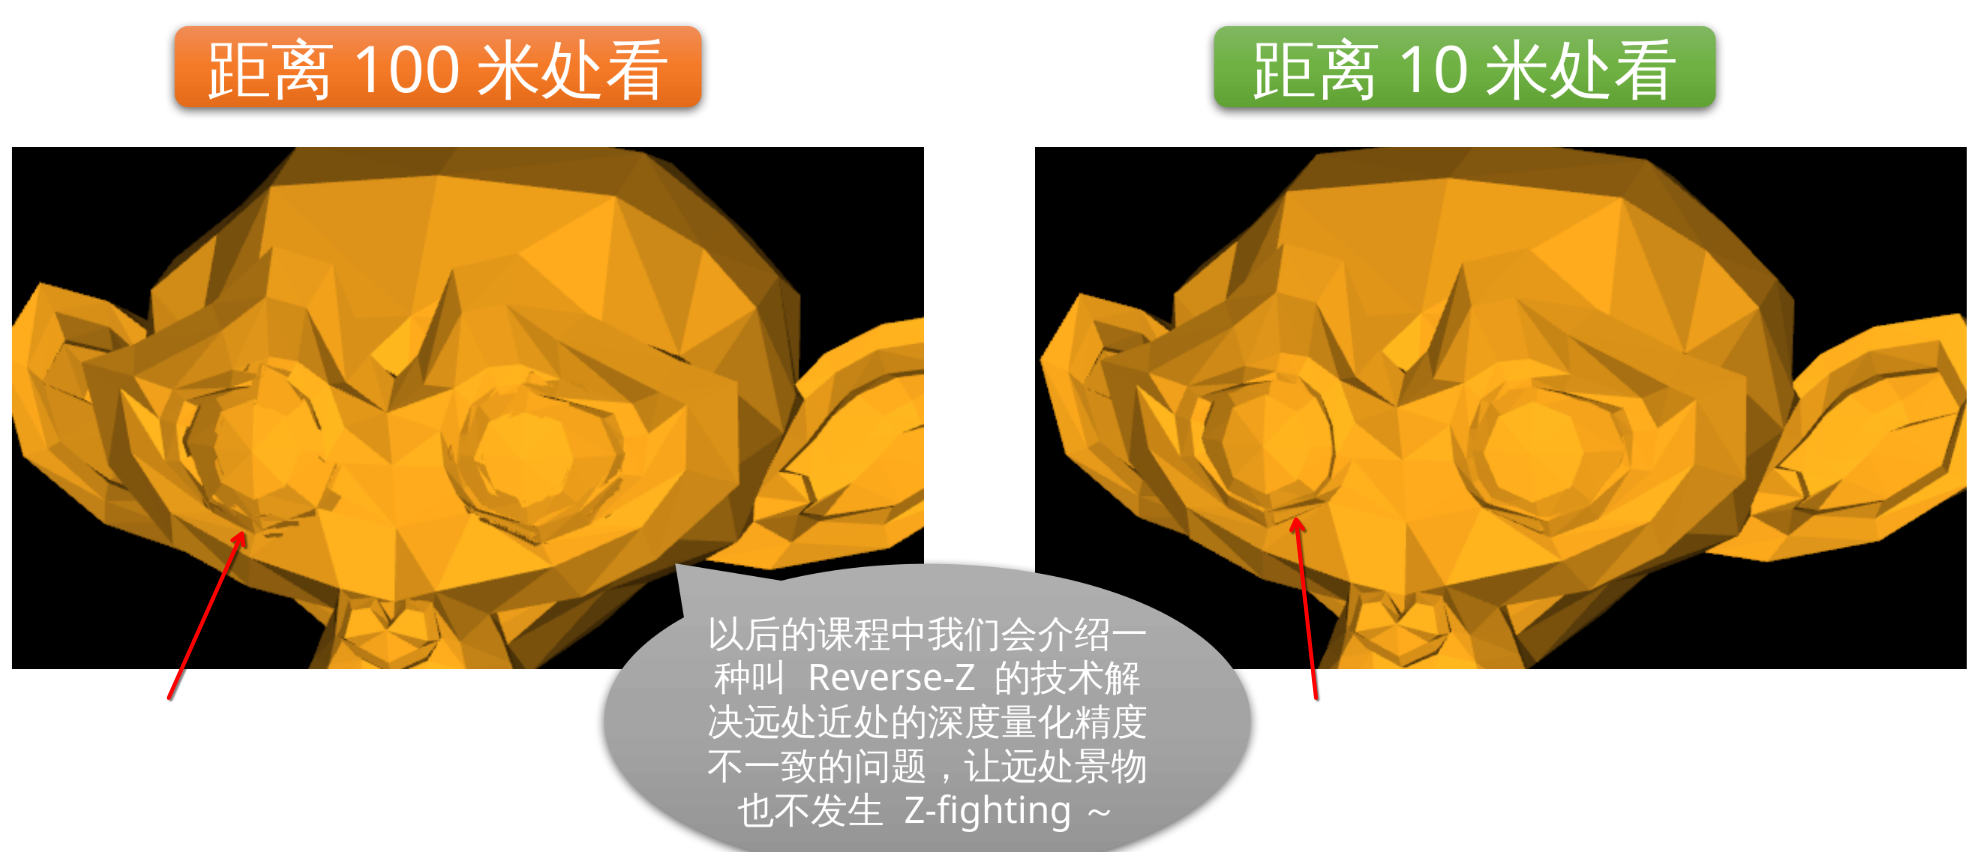 距离 100 米处看
距离 10 米处看
以后的课程中我们会介绍一
种叫 Reverse-Z 的技术解
决远处近处的深度量化精度
不一致的问题，让远处景物
也不发生 Z-fighting ～